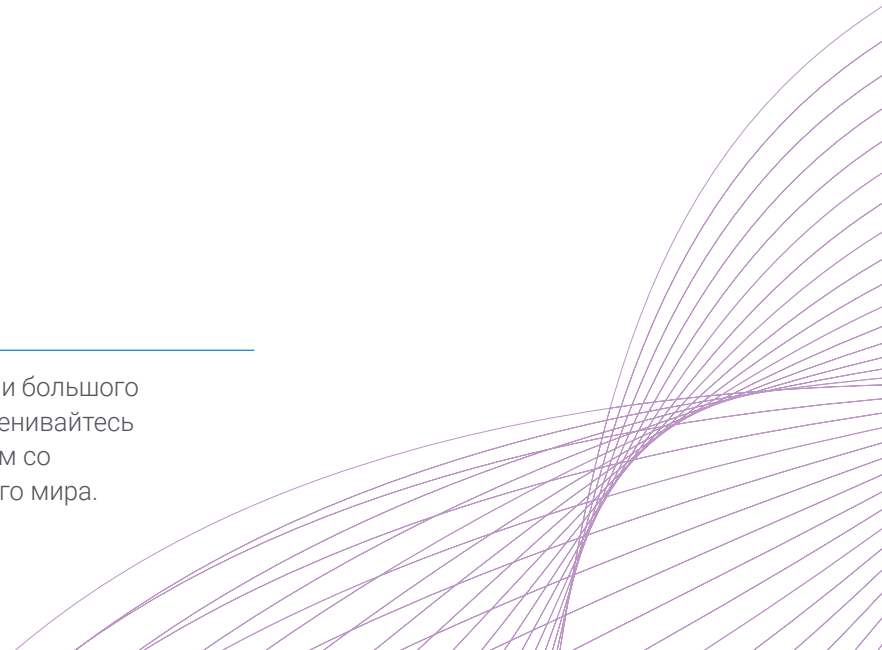 и большого
енивайтесь
м со
го мира.